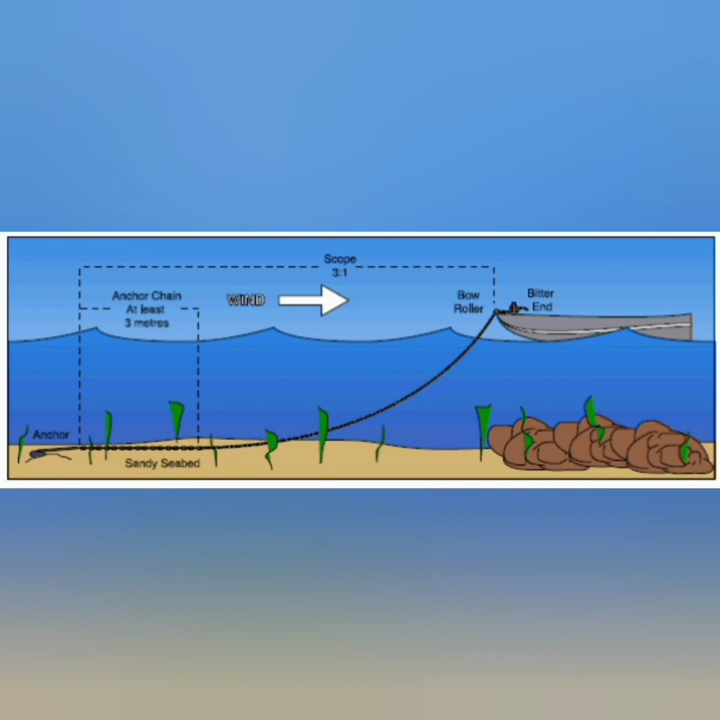 Scope
3:1
Anchor Chain
At least
3 metres
WIND
Bow
Roller
Bitter
End
Anchor
Sandy Seabed